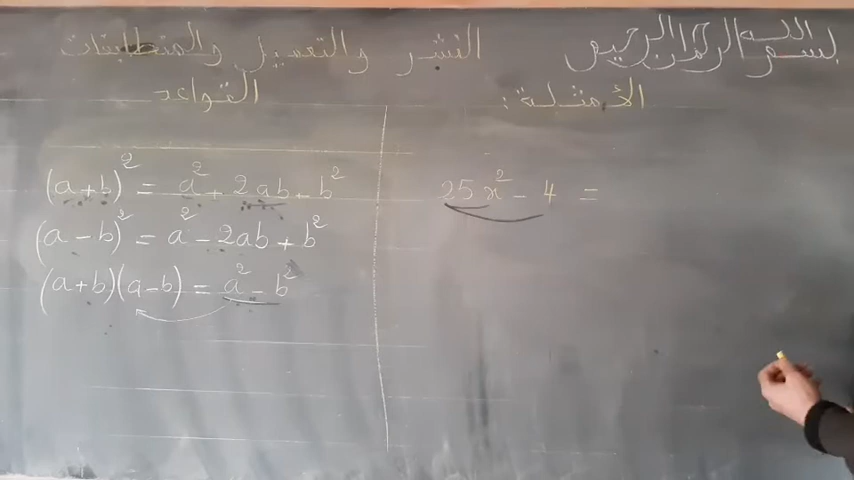 بسم الله الرحمن الرحيم
النشر والتعميل والمتطابقات
القواعد
الأمثلة:
(a+b)² = a² + 2ab + b²
(a-b)² = a² - 2ab + b²
(a+b)(a-b) = a² - b²
25x² - 4 =